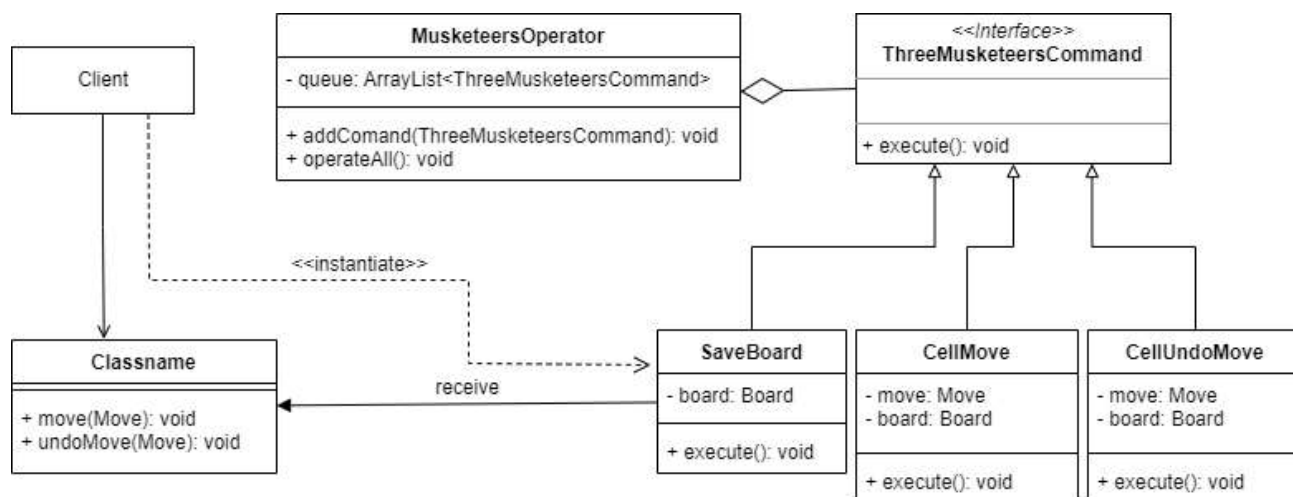 Client
MusketeersOperator
- queue: ArrayList<ThreeMusketeersCommand>
+ addComand(ThreeMusketeersCommand): void
+ operateAll(): void
<<Interface>>
ThreeMusketeersCommand
+ execute(): void
<<instantiate>>
receive
Classname
+ move(Move): void
+ undoMove(Move): void
SaveBoard
- board: Board
+ execute(): void
CellMove
- move: Move
- board: Board
+ execute(): void
CellUndoMove
- move: Move
- board: Board
+ execute(): void